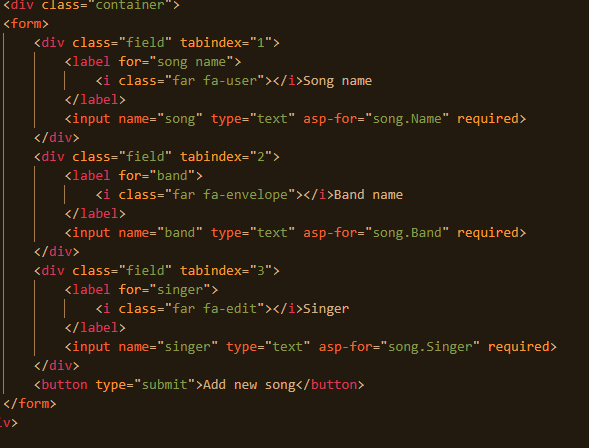 <div class="container">
<form>
<div class="field" tabindex="1">
<label for="song name">
<i class="far fa-user"></i>Song name
</label>
<input name="song" type="text" asp-for="song.Name" required>
</div>
<div class="field" tabindex="2">
<label for="band">
<i class="far fa-envelope"></i>Band name
</label>
<input name="band" type="text" asp-for="song.Band" required>
</div>
<div class="field" tabindex="3">
<label for="singer">
<i class="far fa-edit"></i>Singer
</label>
<input name="singer" type="text" asp-for="song.Singer" required>
</div>
<button type="submit">Add new song</button>
</form>
iv>